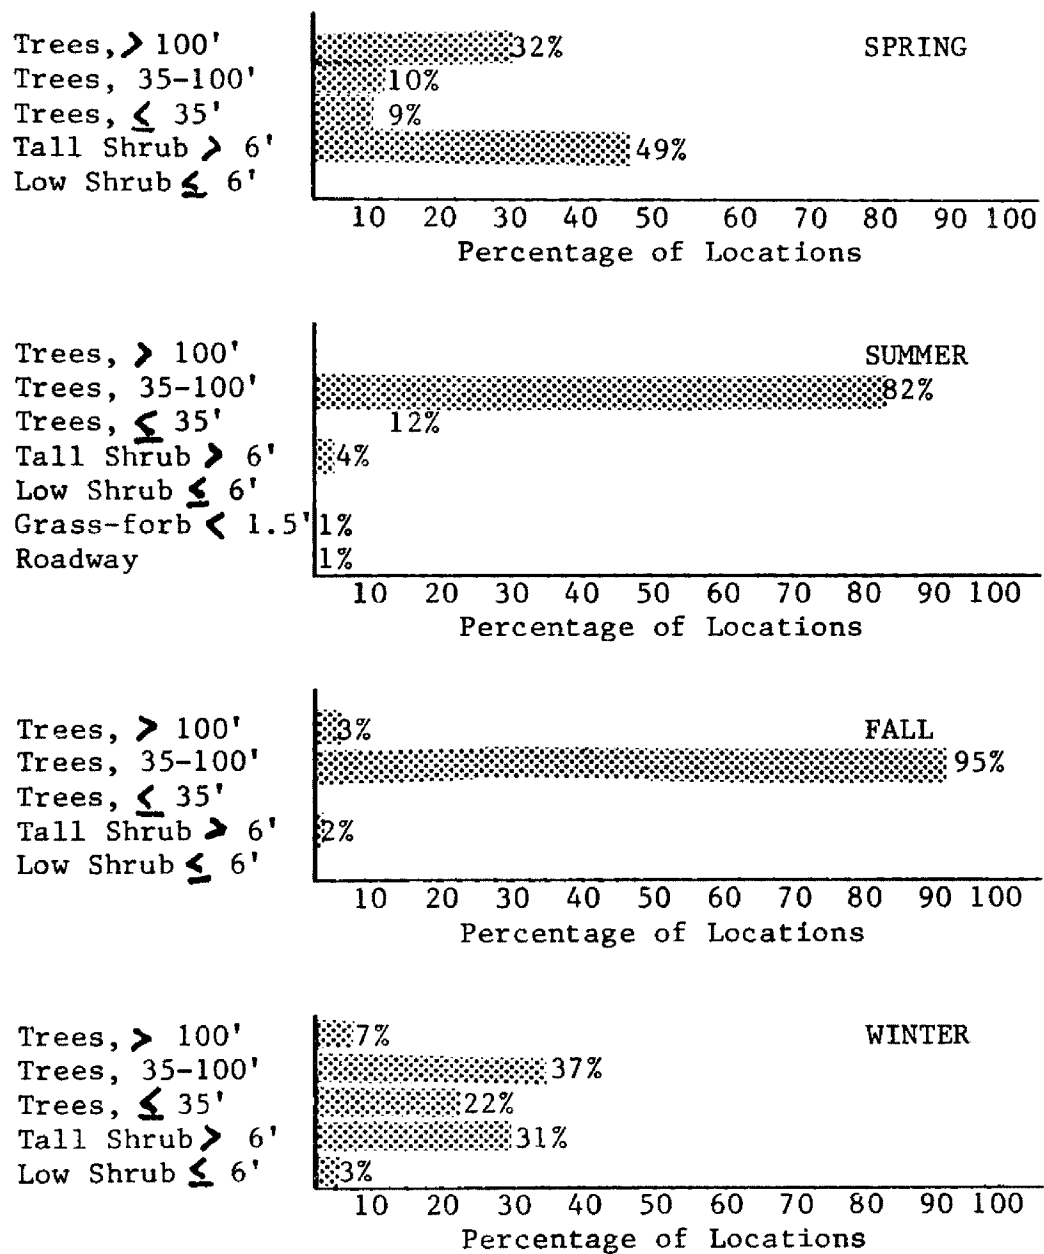 Trees, > 100' 32% SPRING
Trees, 35-100' 10%
Trees, ≤ 35' 9%
Tall Shrub > 6' 49%
Low Shrub ≤ 6'
10 20 30 40 50 60 70 80 90 100
Percentage of Locations
Trees, > 100' SUMMER
Trees, 35-100' 82%
Trees, ≤ 35' 12%
Tall Shrub > 6' 4%
Low Shrub ≤ 6'
Grass-forb < 1.5' 1%
Roadway 1%
10 20 30 40 50 60 70 80 90 100
Percentage of Locations
Trees, > 100' 3% FALL
Trees, 35-100' 95%
Trees, ≤ 35'
Tall Shrub > 6' 2%
Low Shrub ≤ 6'
10 20 30 40 50 60 70 80 90 100
Percentage of Locations
Trees, > 100' 7% WINTER
Trees, 35-100' 37%
Trees, ≤ 35' 22%
Tall Shrub > 6' 31%
Low Shrub ≤ 6' 3%
10 20 30 40 50 60 70 80 90 100
Percentage of Locations